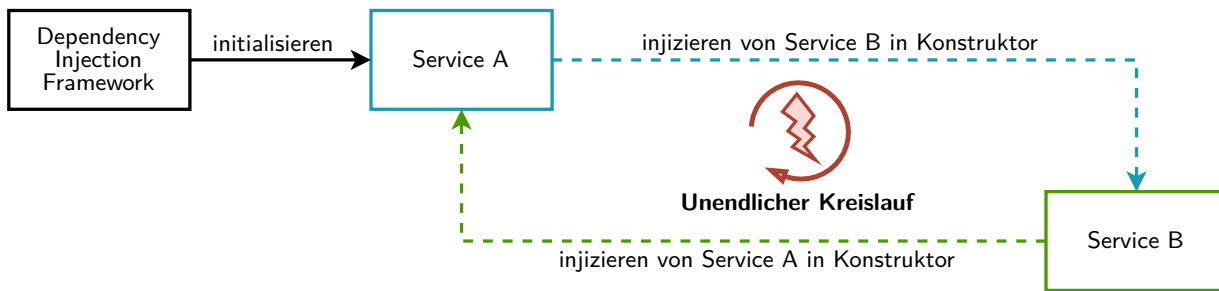 Dependency
Injection
Framework
initialisieren
Service A
injizieren von Service B in Konstruktor
Unendlicher Kreislauf
Service B
injizieren von Service A in Konstruktor